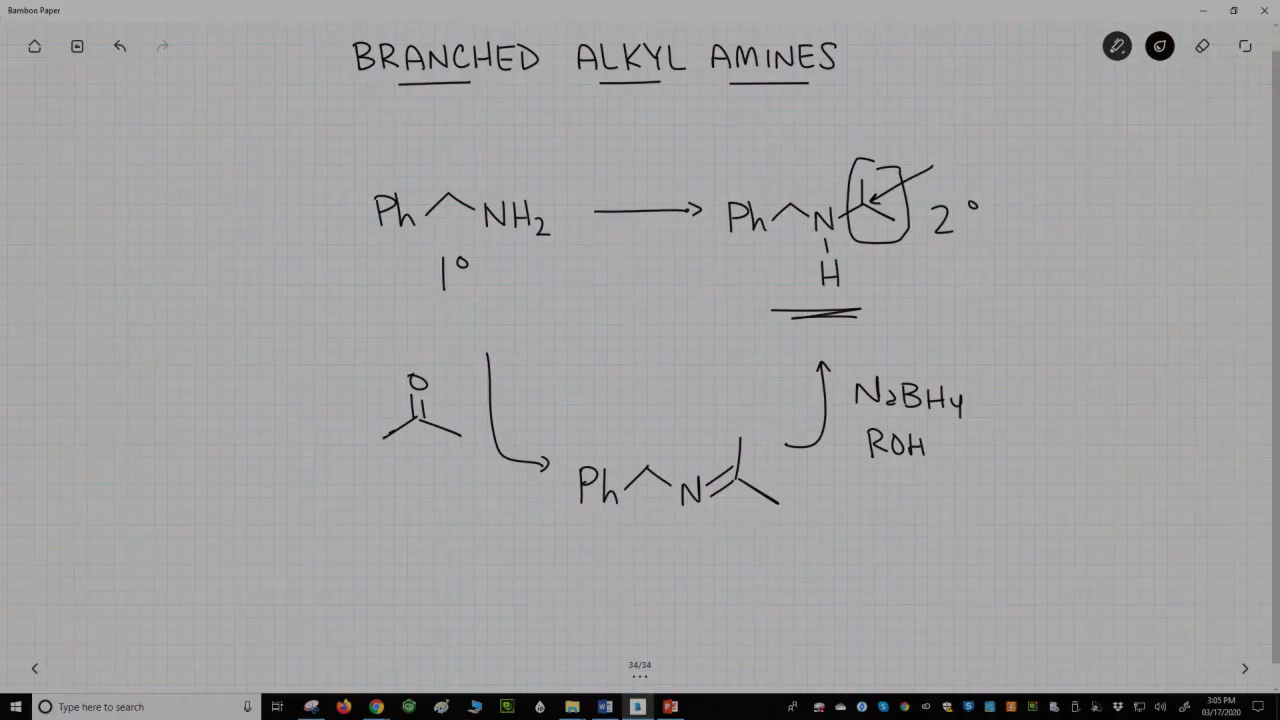 Bamboo Paper
BRANCHED ALKYL AMINES
Ph NH2
1°
Ph N 2°
H
O
NaBH4
ROH
Ph N
34/34
Type here to search
3:05 PM
03/17/2020